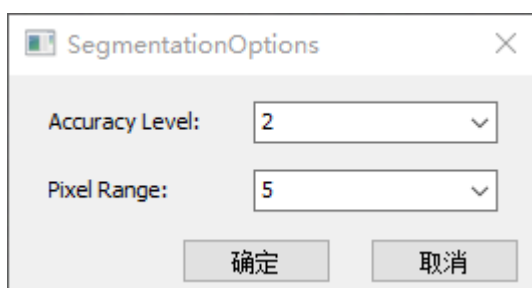 SegmentationOptions
Accuracy Level: 2
Pixel Range: 5
确定 取消